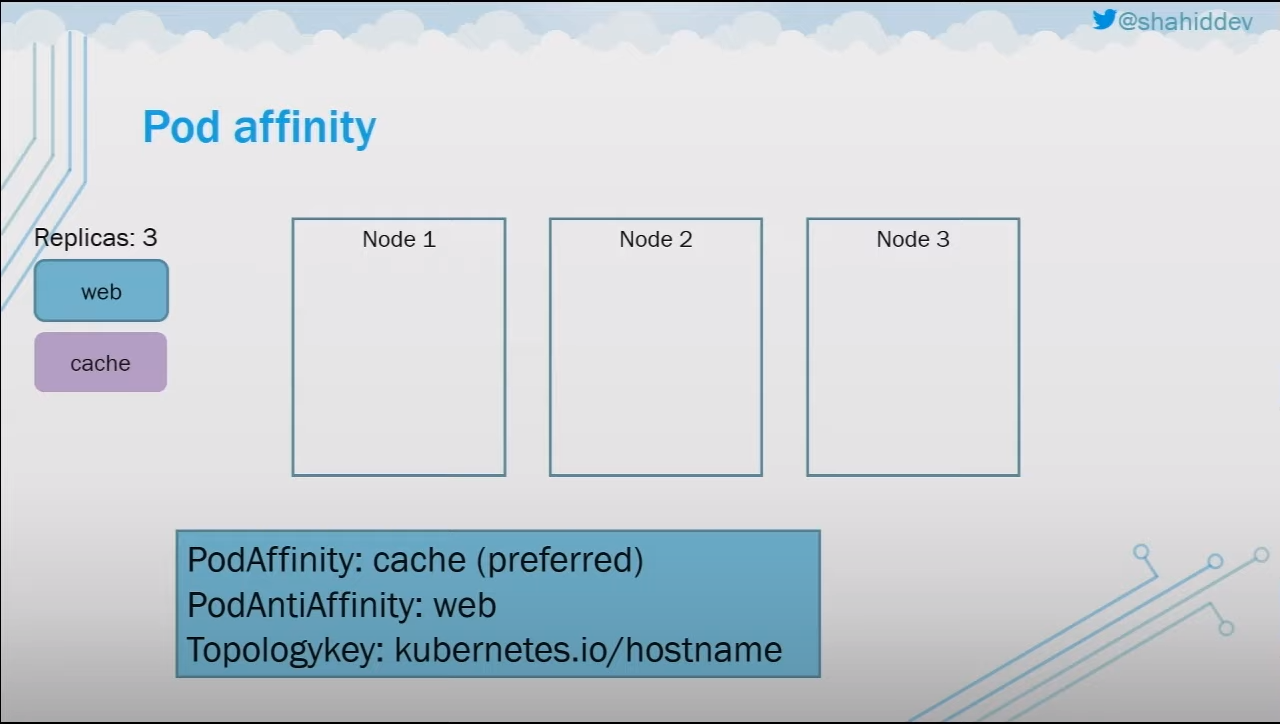 @shahiddev
Pod affinity
Replicas: 3
web
cache
Node 1
Node 2
Node 3
PodAffinity: cache (preferred)
PodAntiAffinity: web
Topologykey: kubernetes.io/hostname